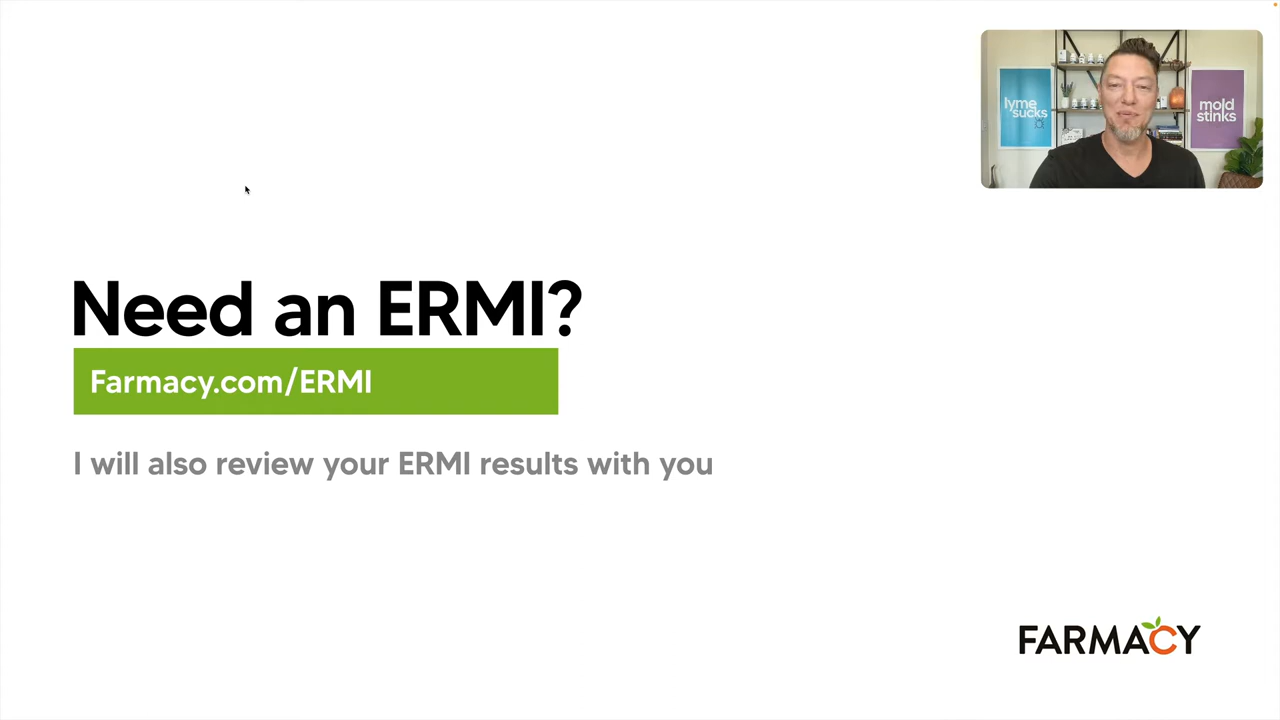 lyme
sucks
mold
stinks
Need an ERMI?
Farmacy.com/ERMI
I will also review your ERMI results with you
FARMACY